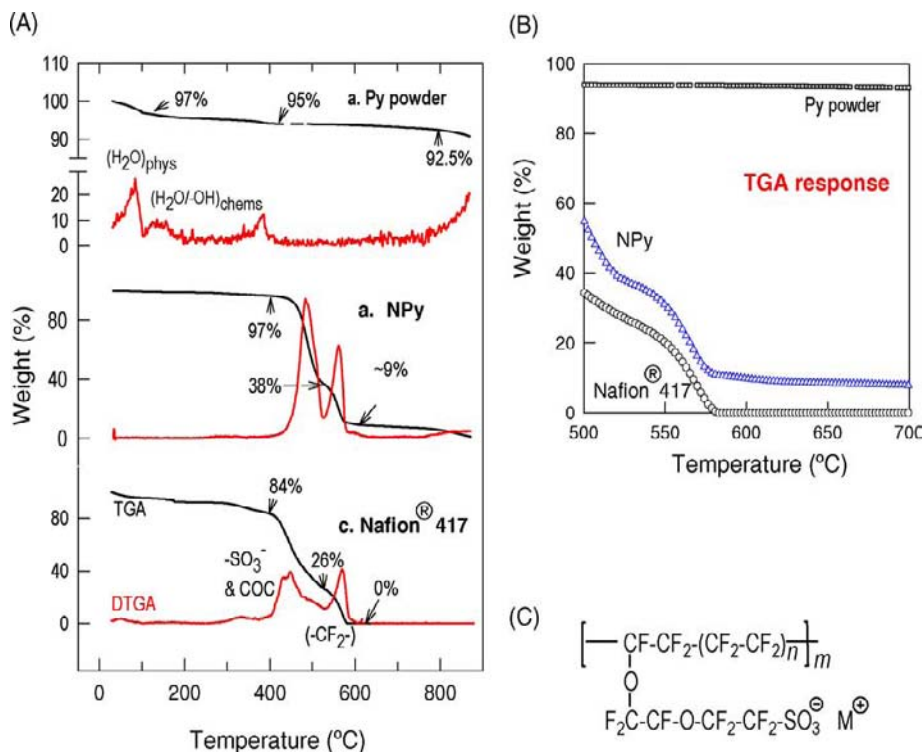 (A)
Weight (%)
100
90
97%
95%
a. Py powder
92.5%
(H2O)phys
(H2O/-OH)chems
20
10
0
Weight (%)
80
40
0
a. NPy
97%
38%
~9%
80
40
0
TGA
84%
c. Nafion® 417
-SO3-
& COC
26%
0%
DTGA
(-CF2-)
0 200 400 600 800
Temperature (ºC)
(B)
Weight (%)
100
80
60
40
20
0
Py powder
TGA response
NPy
Nafion® 417
500 550 600 650 700
Temperature (ºC)
(C)
[ CF-CF2-(CF2-CF2)n ]m
O
F2C-CF-O-CF2-CF2-SO3⊖ M⊕